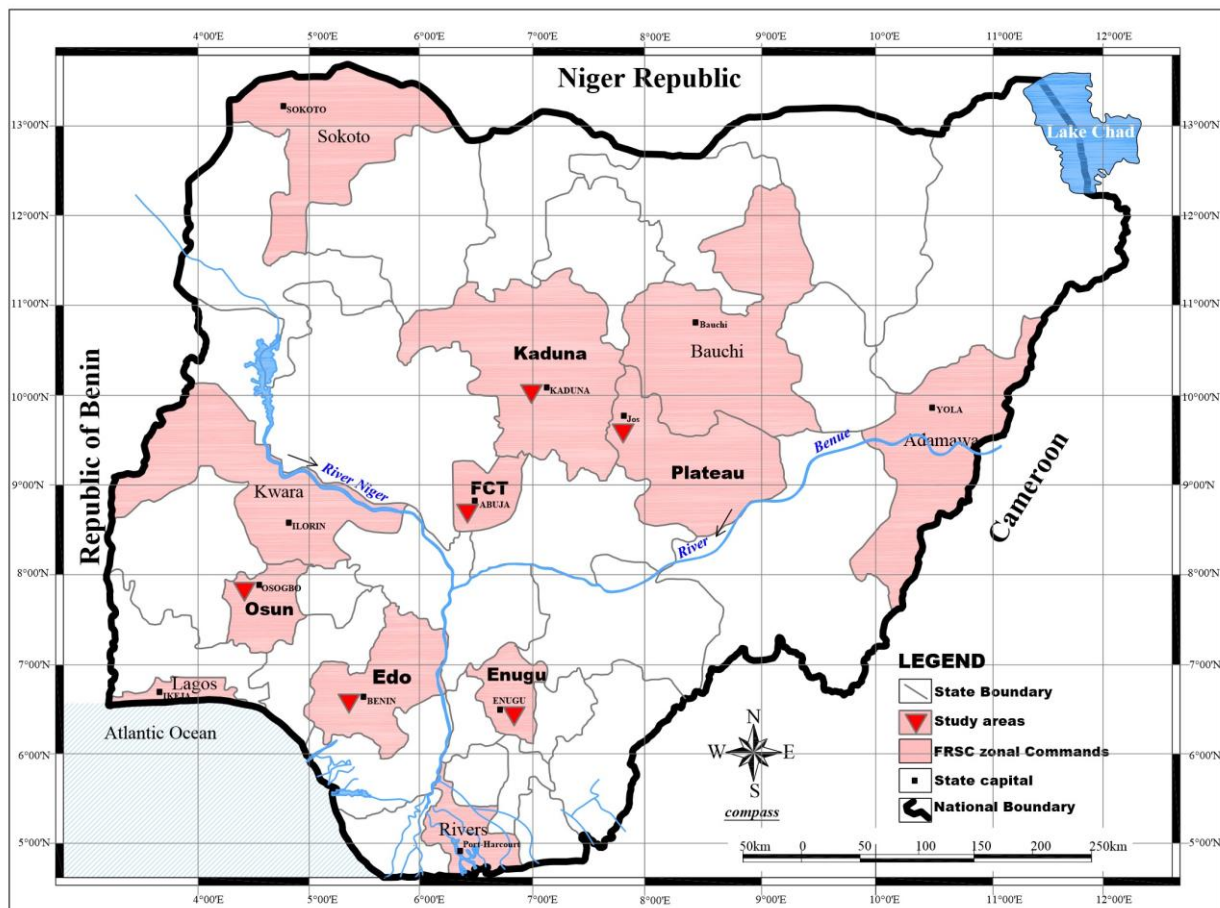 4°00'E 5°00'E 6°00'E 7°00'E 8°00'E 9°00'E 10°00'E 11°00'E 12°00'E
Niger Republic
13°00'N
13°00'N
SOKOTO
Sokoto
Lake Chad
12°00'N
12°00'N
11°00'N
11°00'N
Bauchi
Bauchi
Kaduna
KADUNA
10°00'N
10°00'N
Jos
YOLA
Adamawa
Benue
Republic of Benin
River Niger
Plateau
Cameroon
FCT
ABUJA
9°00'N
9°00'N
Kwara
ILORIN
River
8°00'N
8°00'N
OSOGBO
Osun
7°00'N
7°00'N
Edo
BENIN
Enugu
ENUGU
Lagos
IKEJA
Atlantic Ocean
6°00'N
6°00'N
5°00'N
5°00'N
Rivers
Port-Harcourt
N
W E
S
compass
LEGEND
State Boundary
Study areas
FRSC zonal Commands
State capital
National Boundary
50km 0 50 100 150 200 250km
4°00'E 5°00'E 6°00'E 7°00'E 8°00'E 9°00'E 10°00'E 11°00'E 12°00'E